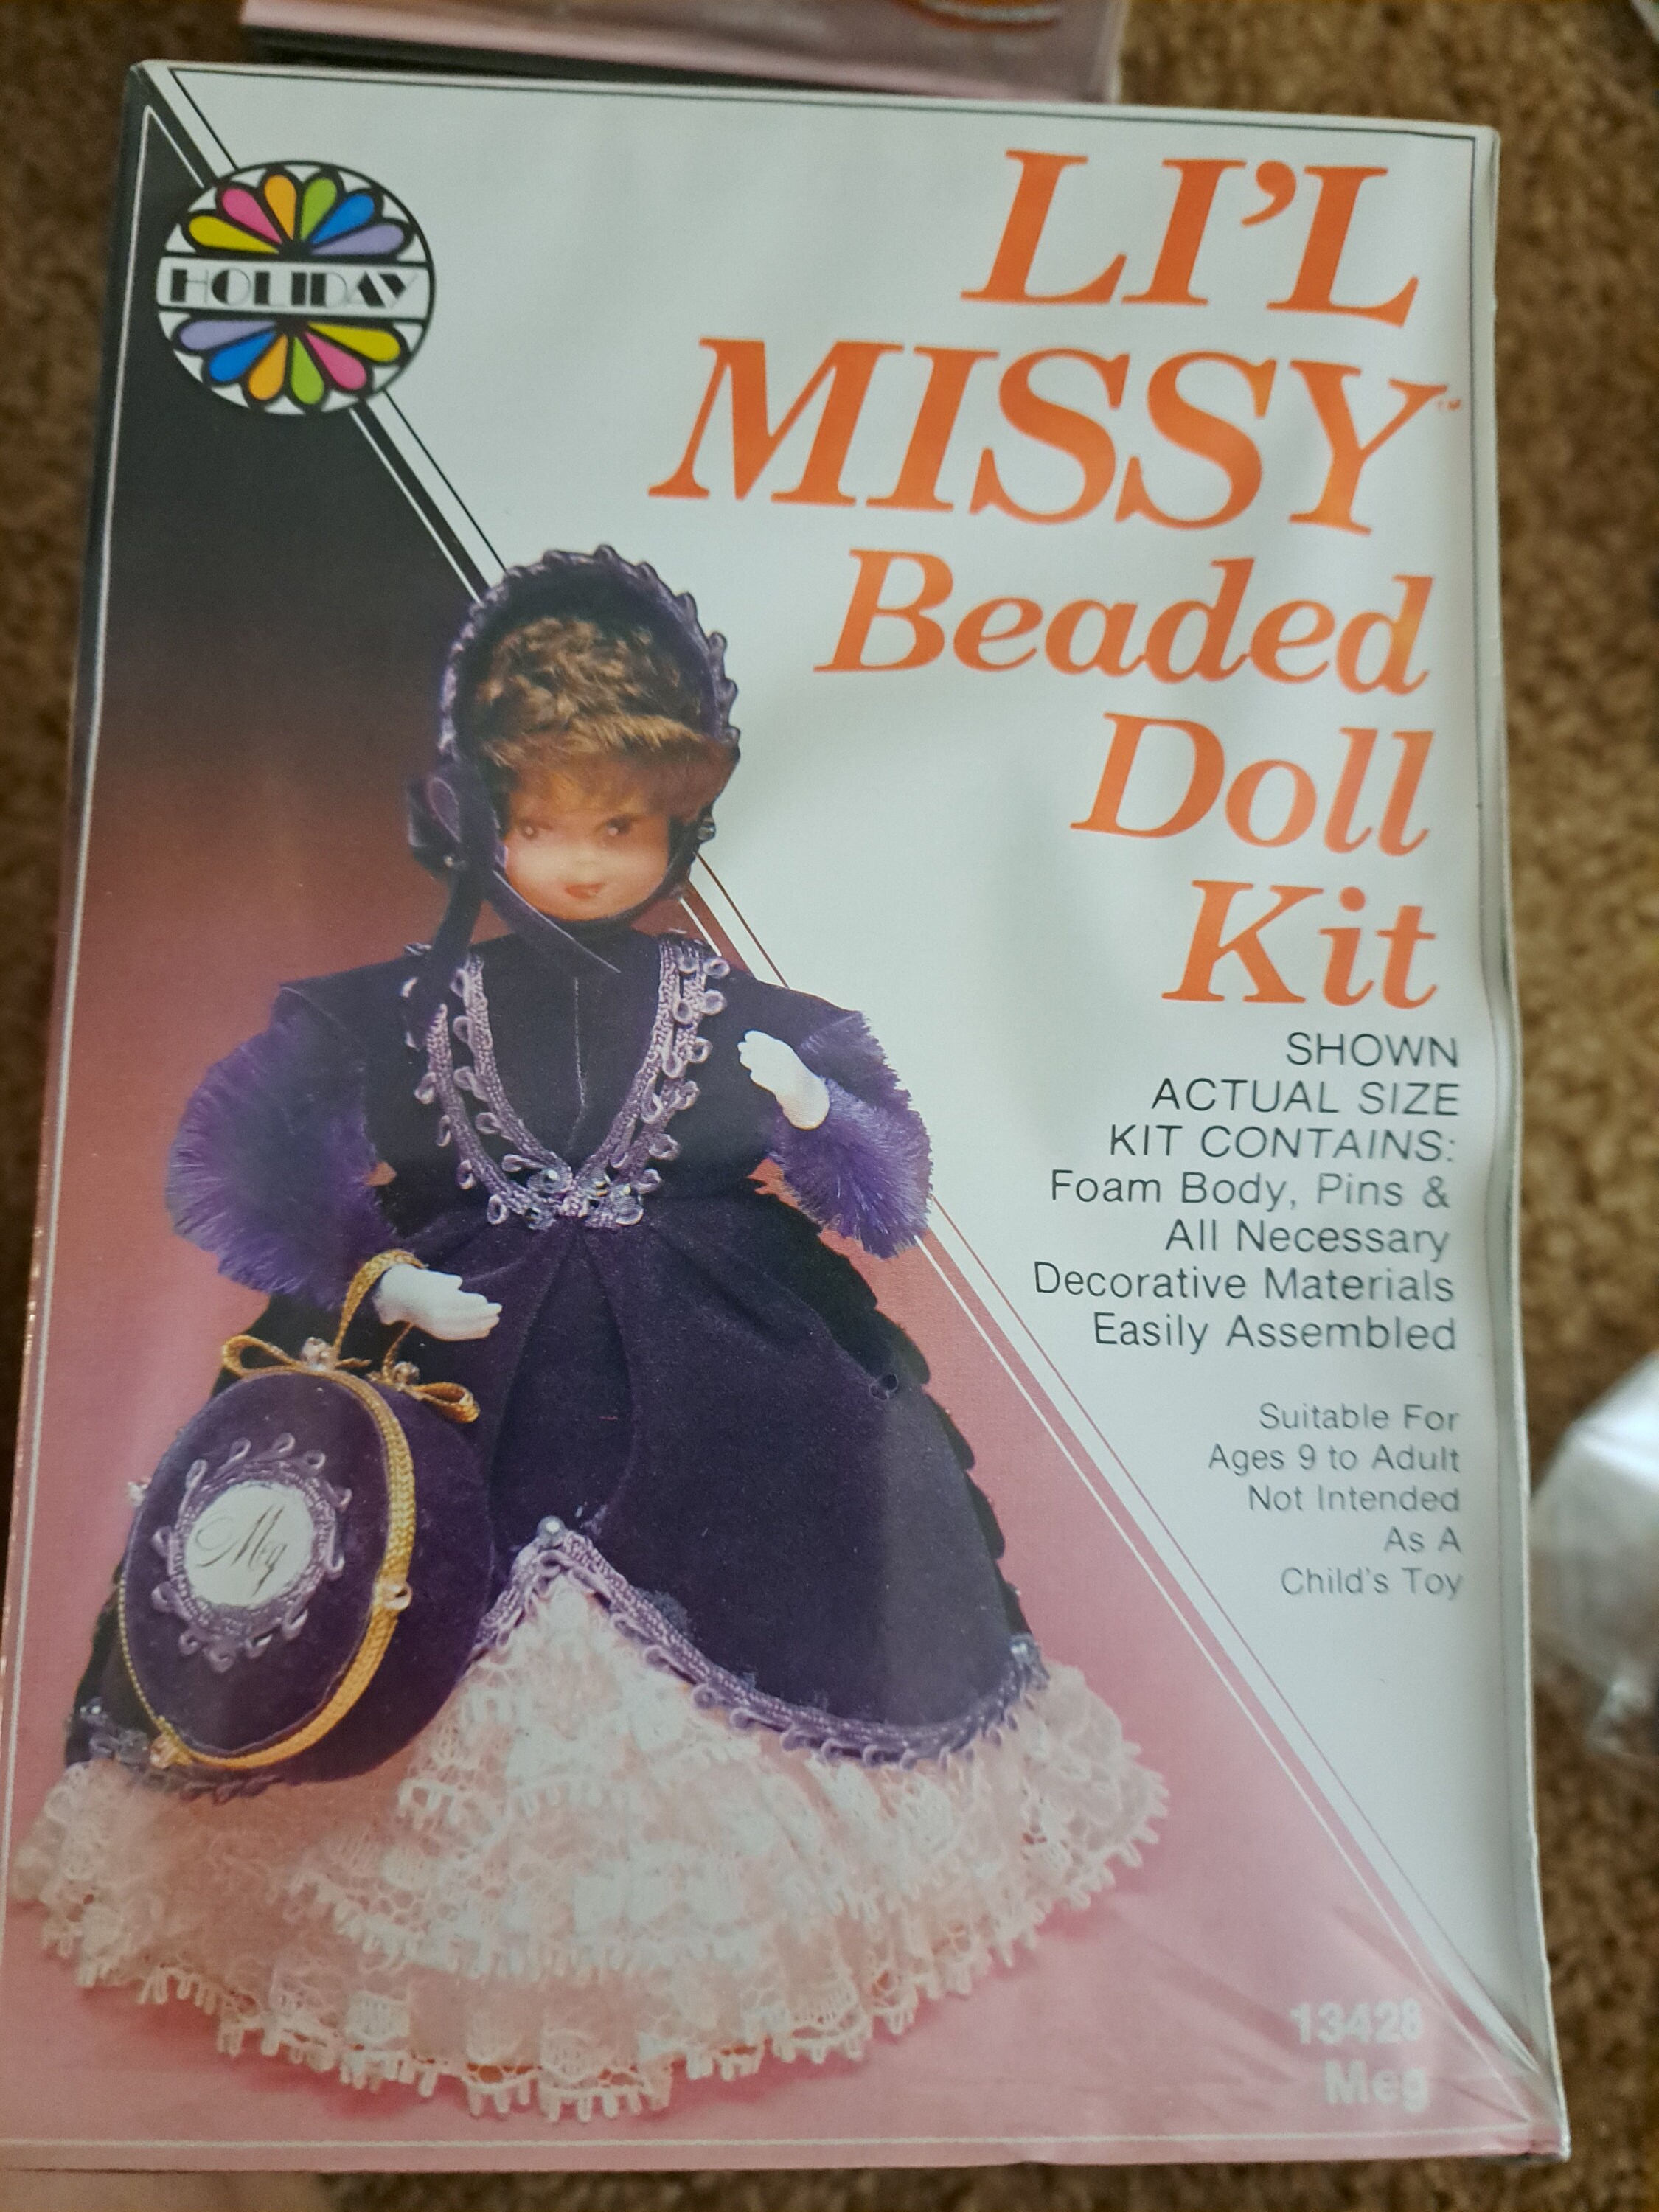 HOLIDAY
LI'L
MISSY™
Beaded
Doll
Kit
SHOWN
ACTUAL SIZE
KIT CONTAINS:
Foam Body, Pins &
All Necessary
Decorative Materials
Easily Assembled
Suitable For
Ages 9 to Adult
Not Intended
As A
Child's Toy
Meg
13428
Meg